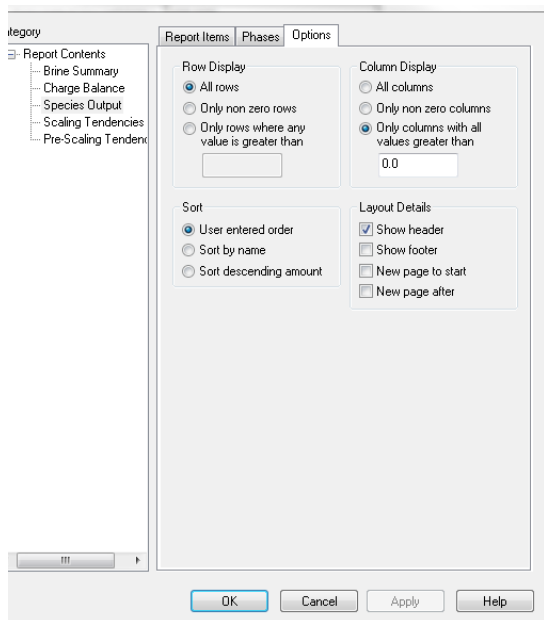 ategory
Report Contents
Brine Summary
Charge Balance
Species Output
Scaling Tendencies
Pre-Scaling Tendenc
Report Items Phases Options
Row Display
All rows
Only non zero rows
Only rows where any
value is greater than
Column Display
All columns
Only non zero columns
Only columns with all
values greater than
0.0
Sort
User entered order
Sort by name
Sort descending amount
Layout Details
Show header
Show footer
New page to start
New page after
OK Cancel Apply Help